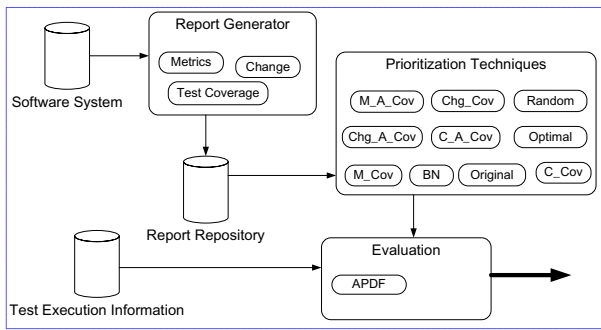 Report Generator
Metrics
Change
Test Coverage
Software System
Prioritization Techniques
M_A_Cov
Chg_Cov
Random
Chg_A_Cov
C_A_Cov
Optimal
M_Cov
BN
Original
C_Cov
Report Repository
Evaluation
APDF
Test Execution Information